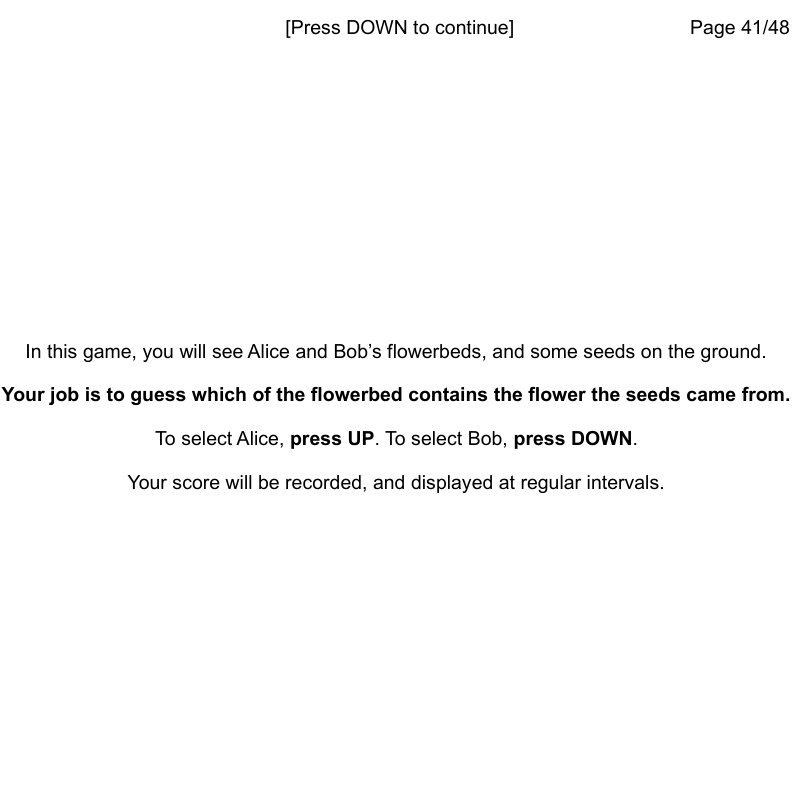 [Press DOWN to continue]
Page 41/48
In this game, you will see Alice and Bob’s flowerbeds, and some seeds on the ground.
Your job is to guess which of the flowerbed contains the flower the seeds came from.
To select Alice, press UP. To select Bob, press DOWN.
Your score will be recorded, and displayed at regular intervals.